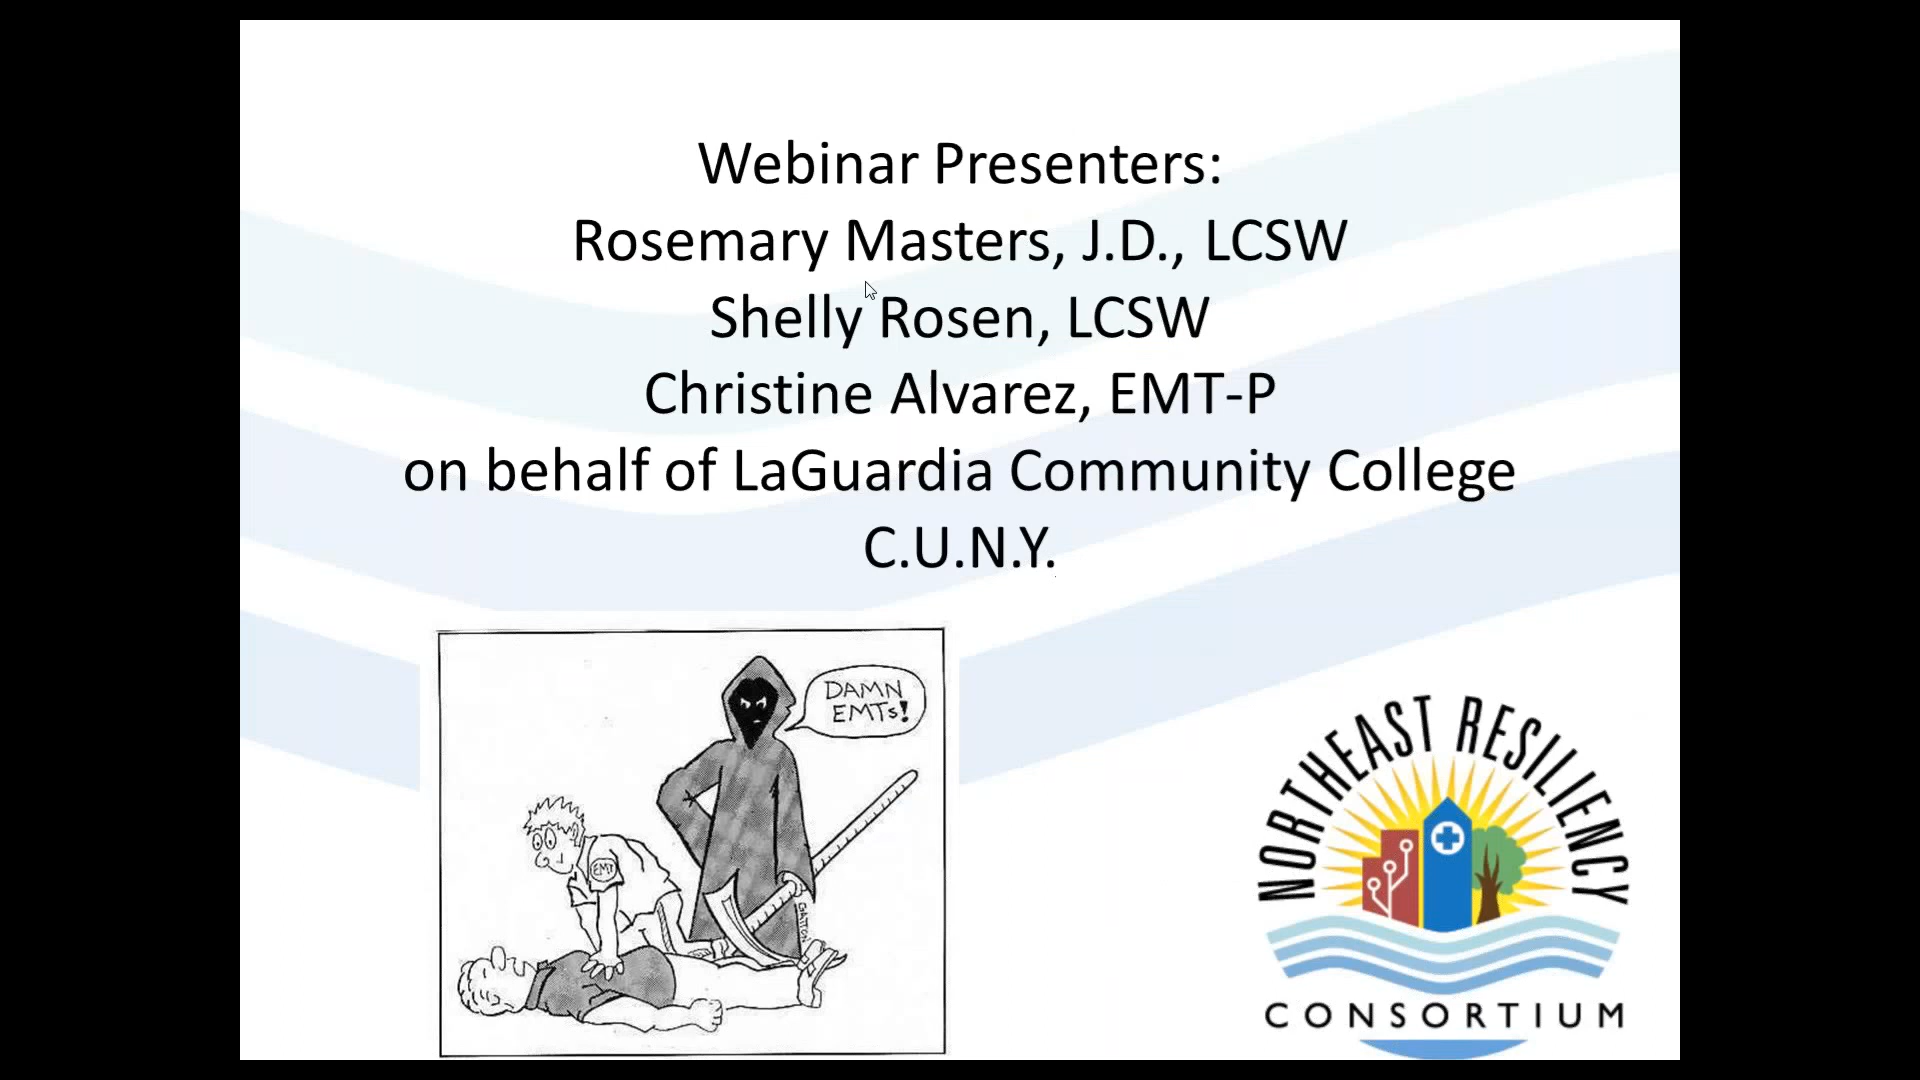 Webinar Presenters:
Rosemary Masters, J.D., LCSW
Shelly Rosen, LCSW
Christine Alvarez, EMT-P
on behalf of LaGuardia Community College
C.U.N.Y.
DAMN
EMTs!
EMT
NORTHEAST RESILIENCY
CONSORTIUM